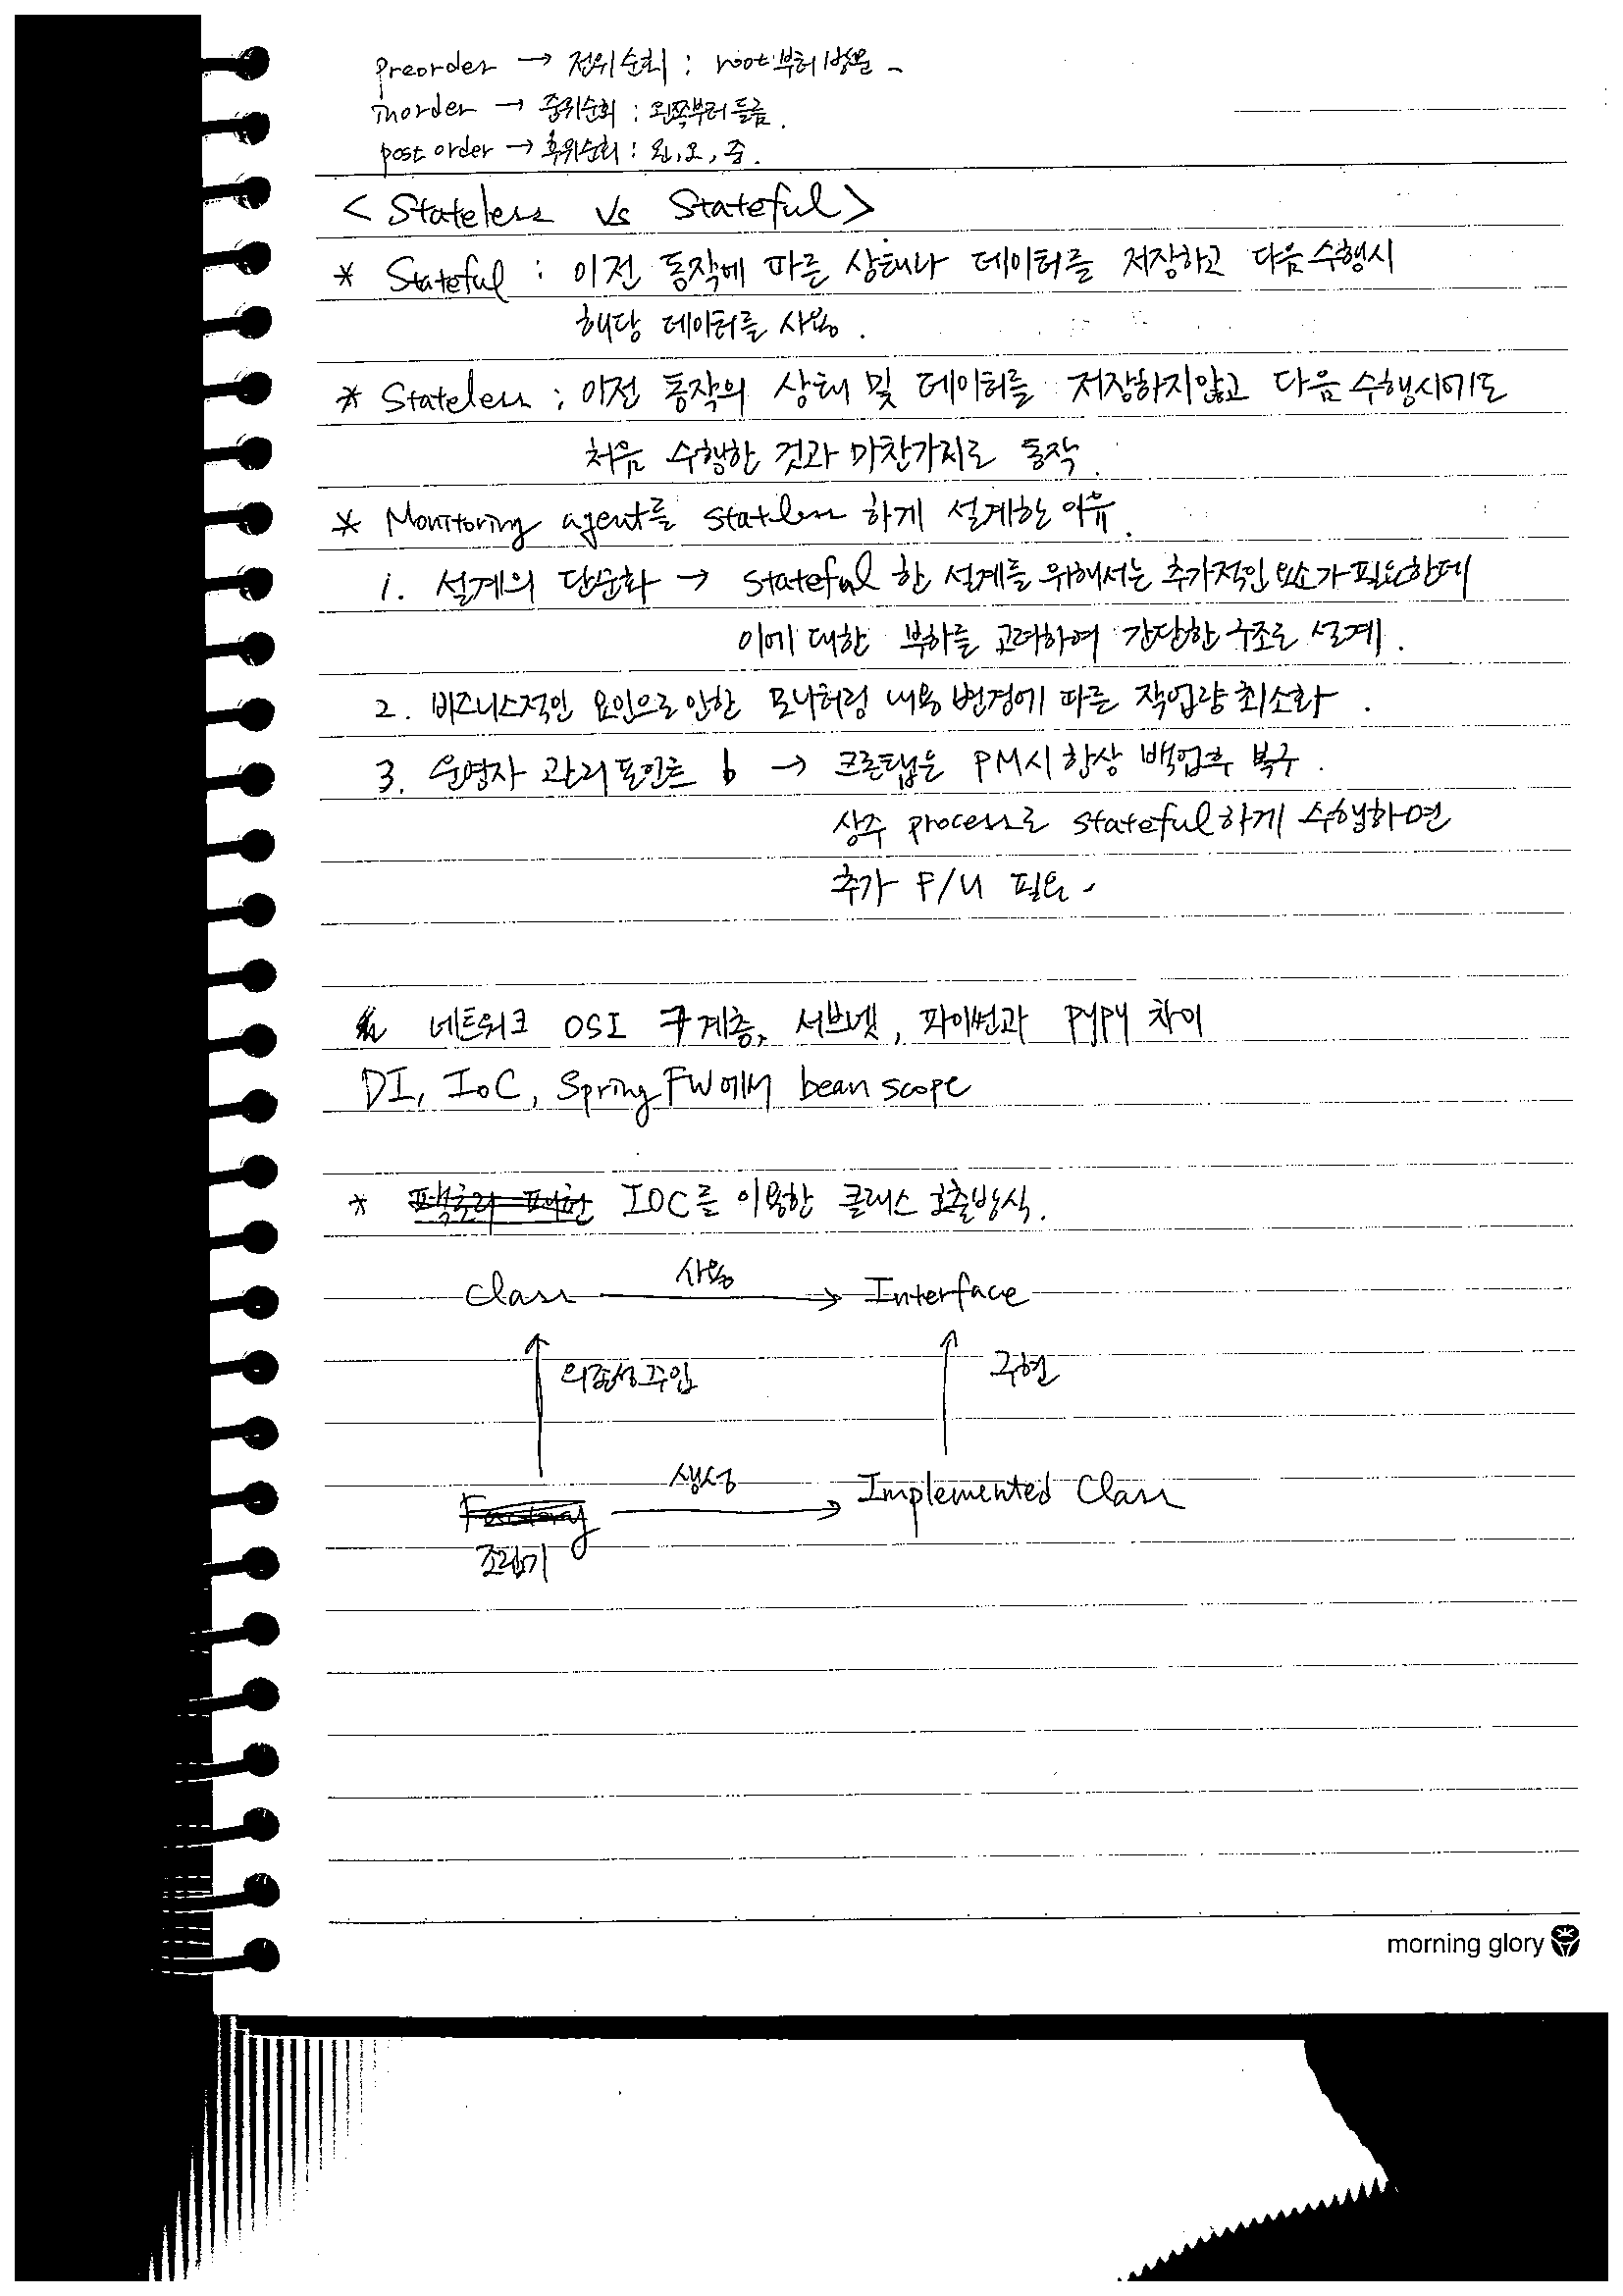 preorder → 전위순회 : root부터 방문
inorder → 중위순회 : 왼쪽부터 들름.
post order → 후위순회 : 왼, 오, 중.
< Stateless vs Stateful >
* Stateful : 이전 동작에 따른 상태나 데이터를 저장하고 다음 수행시
해당 데이터를 사용.
* Stateless : 이전 동작의 상태 및 데이터를 저장하지않고 다음 수행시에도
처음 수행한 것과 마찬가지로 동작.
* Monitoring agent를 stateless 하게 설계한 이유.
1. 설계의 단순화 → stateful 한 설계를 위해서는 추가적인 요소가 필요한데
이에 대한 부하를 고려하여 간단한 구조로 설계.
2. 비즈니스적인 요인으로 인한 모니터링 내용 변경에 따른 작업량 최소화.
3. 운영자 관리 포인트 → 크론탭은 PM시 항상 백업후 복구.
상주 process로 stateful하게 수행하면
추가 F/U 필요.
네트워크 OSI 7계층, 서브넷, 파이썬과 pypy 차이
DI, IoC, Spring FW에서 bean scope
* 팩토리 패턴 IOC를 이용한 클래스 호출방식.
사용
Class → Interface
의존성주입 구현
생성
Factory → Implemented Class
조립기
morning glory